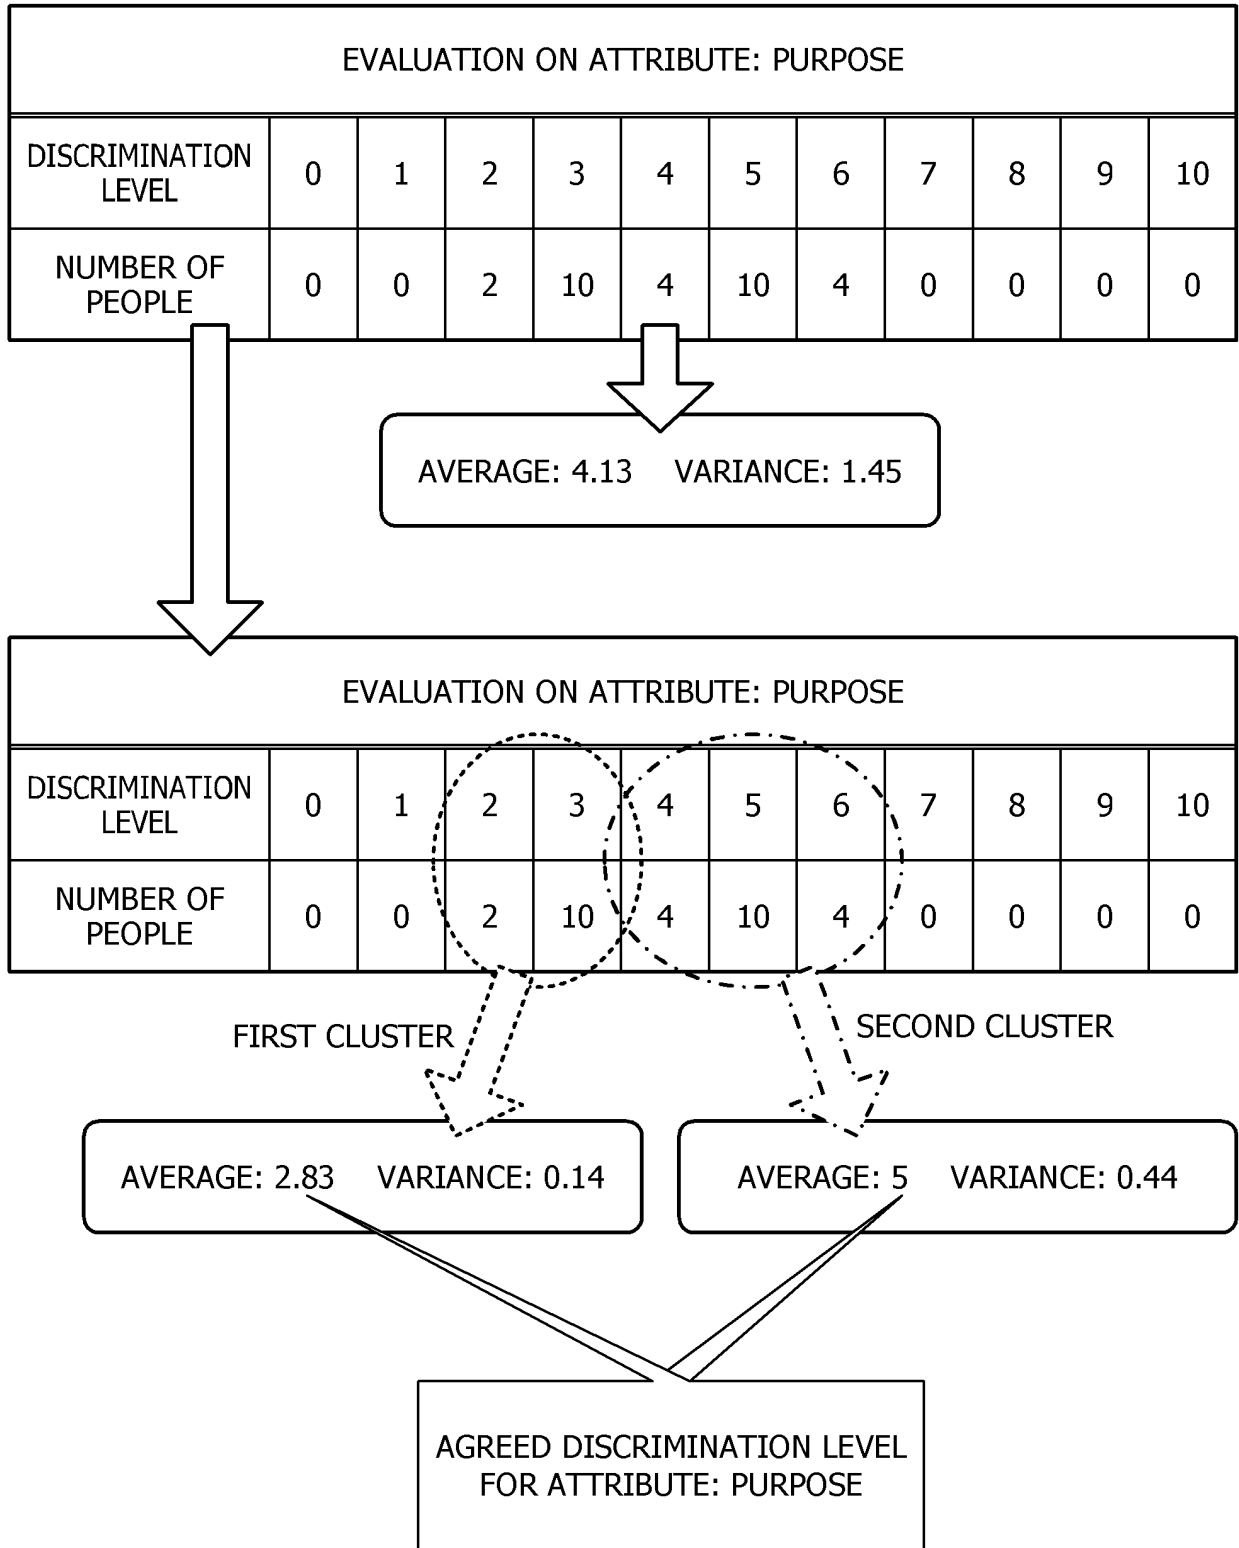 EVALUATION ON ATTRIBUTE: PURPOSE
DISCRIMINATION
LEVEL
0 1 2 3 4 5 6 7 8 9 10
NUMBER OF
PEOPLE
0 0 2 10 4 10 4 0 0 0 0
AVERAGE: 4.13 VARIANCE: 1.45
EVALUATION ON ATTRIBUTE: PURPOSE
DISCRIMINATION
LEVEL
0 1 2 3 4 5 6 7 8 9 10
NUMBER OF
PEOPLE
0 0 2 10 4 10 4 0 0 0 0
FIRST CLUSTER
SECOND CLUSTER
AVERAGE: 2.83 VARIANCE: 0.14
AVERAGE: 5 VARIANCE: 0.44
AGREED DISCRIMINATION LEVEL
FOR ATTRIBUTE: PURPOSE